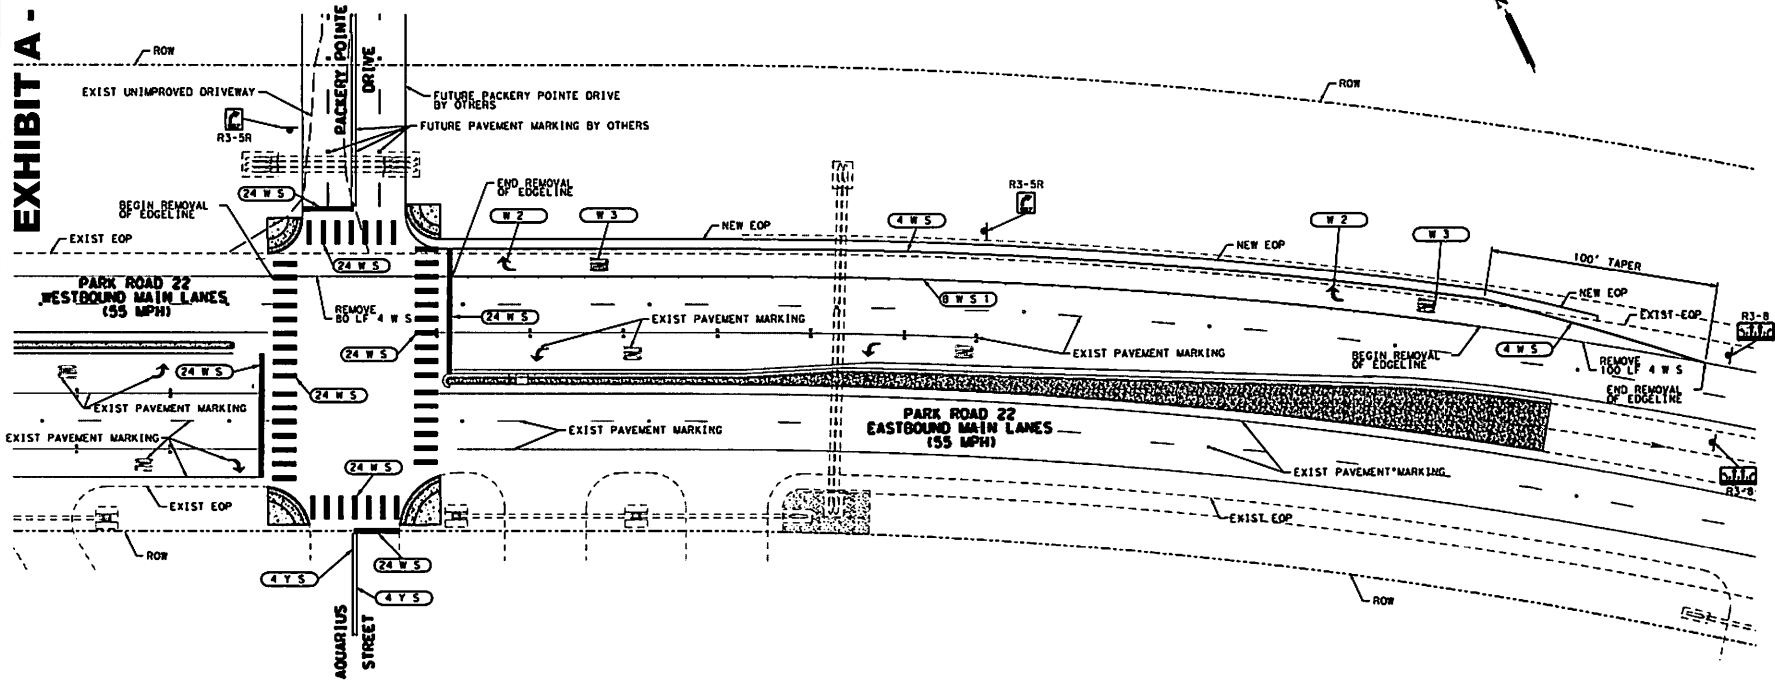 EXHIBIT A -
PACKERY POINTE
DRIVE
ROW
ROW
EXIST UNIMPROVED DRIVEWAY
FUTURE PACKERY POINTE DRIVE
BY OTHERS
FUTURE PAVEMENT MARKING BY OTHERS
R3-5R
24 W S
BEGIN REMOVAL
OF EDGELINE
END REMOVAL
OF EDGELINE
W 2
W 3
R3-5R
4 W S
NEW EOP
NEW EOP
W 2
W 3
100' TAPER
NEW EOP
EXIST EOP
R3-8
EXIST EOP
24 W S
PARK ROAD 22
WESTBOUND MAIN LANES
(55 MPH)
REMOVE
80 LF 4 W S
24 W S
8 W S 1
EXIST PAVEMENT MARKING
24 W S
EXIST PAVEMENT MARKING
BEGIN REMOVAL
OF EDGELINE
4 W S
REMOVE
100 LF 4 W S
END REMOVAL
OF EDGELINE
24 W S
24 W S
EXIST PAVEMENT MARKING
EXIST PAVEMENT MARKING
EXIST PAVEMENT MARKING
PARK ROAD 22
EASTBOUND MAIN LANES
(55 MPH)
EXIST PAVEMENT MARKING
R3-8
24 W S
EXIST EOP
EXIST EOP
ROW
24 W S
4 Y S
4 Y S
ROW
AQUARIUS
STREET